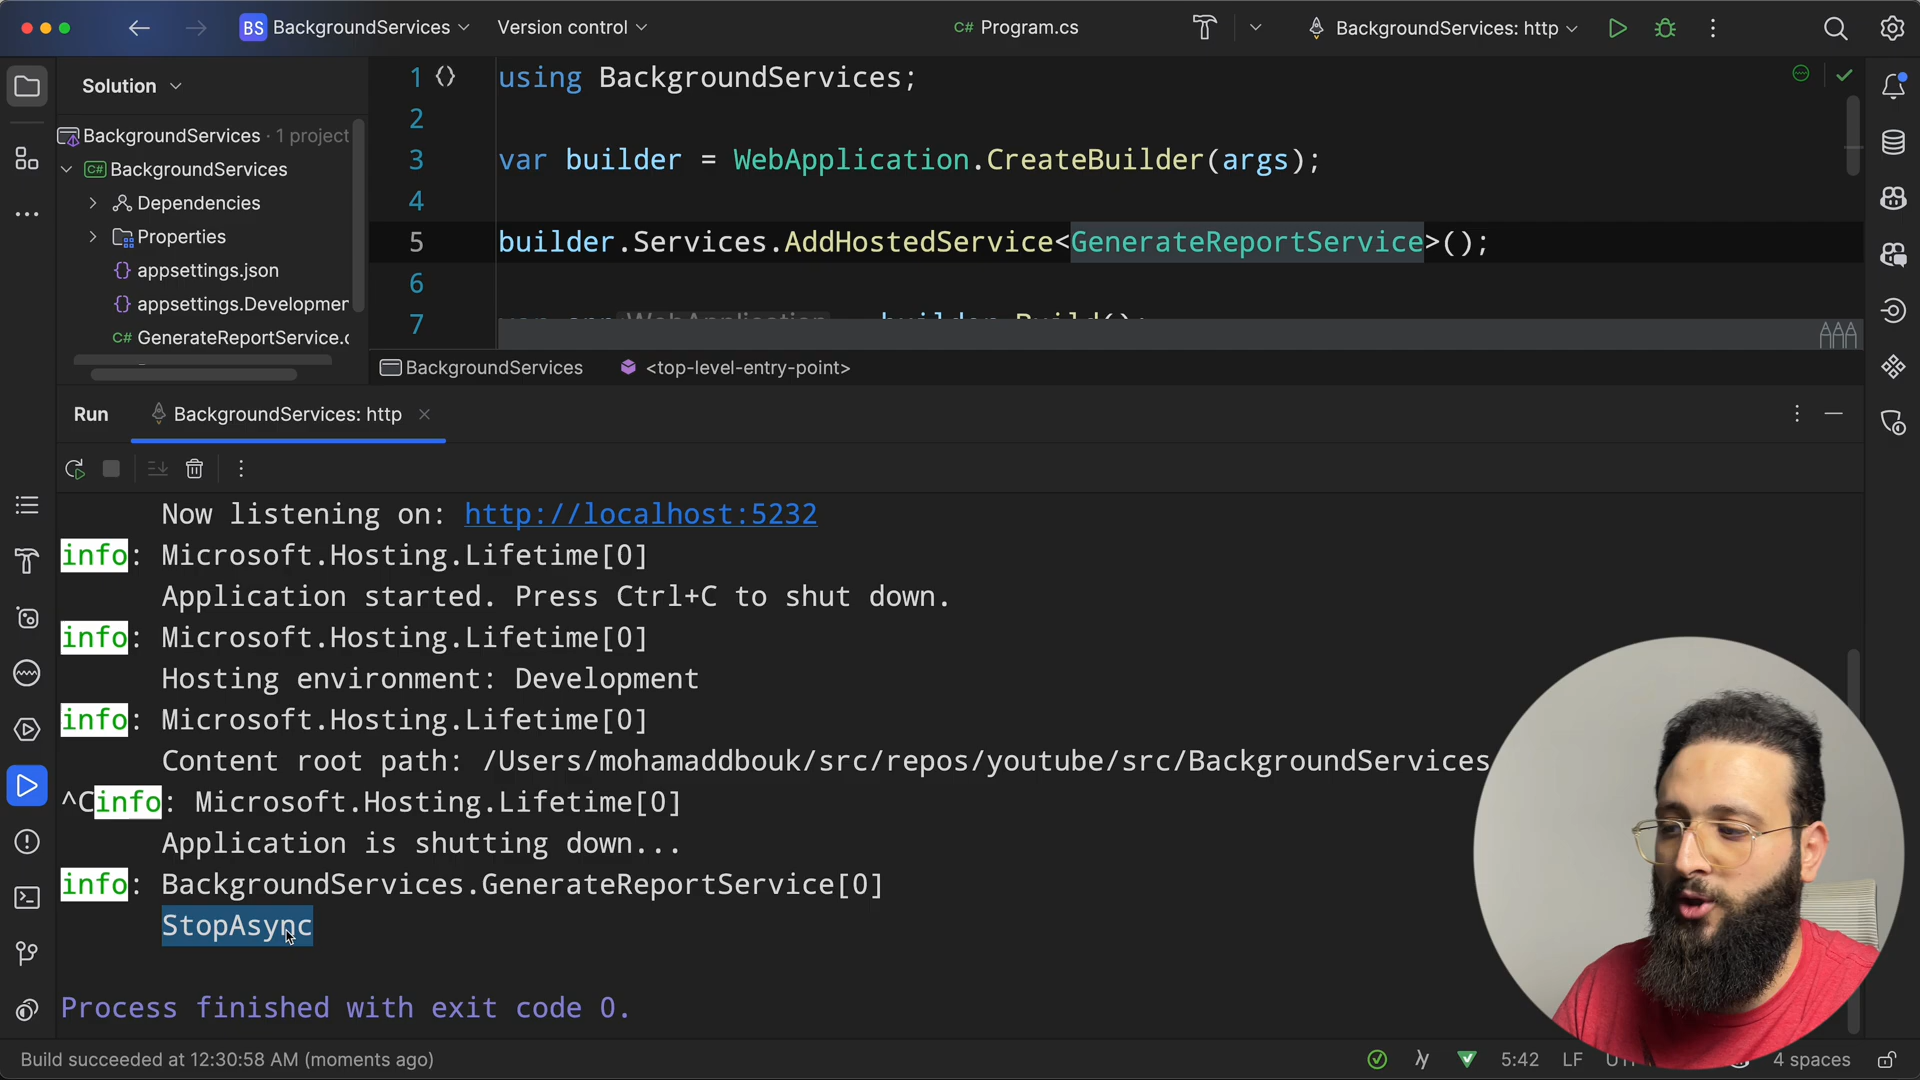 BS BackgroundServices
Version control
C# Program.cs
BackgroundServices: http
Solution
BackgroundServices · 1 project
C# BackgroundServices
Dependencies
Properties
{} appsettings.json
{} appsettings.Developmen
C# GenerateReportService.c
1 {} using BackgroundServices;
2
3 var builder = WebApplication.CreateBuilder(args);
4
5 builder.Services.AddHostedService<GenerateReportService>();
6
7
BackgroundServices <top-level-entry-point>
Run BackgroundServices: http
Now listening on: http://localhost:5232
info: Microsoft.Hosting.Lifetime[0]
Application started. Press Ctrl+C to shut down.
info: Microsoft.Hosting.Lifetime[0]
Hosting environment: Development
info: Microsoft.Hosting.Lifetime[0]
Content root path: /Users/mohamaddbouk/src/repos/youtube/src/BackgroundServices
^Cinfo: Microsoft.Hosting.Lifetime[0]
Application is shutting down...
info: BackgroundServices.GenerateReportService[0]
StopAsync
Process finished with exit code 0.
Build succeeded at 12:30:58 AM (moments ago)
5:42 LF 4 spaces